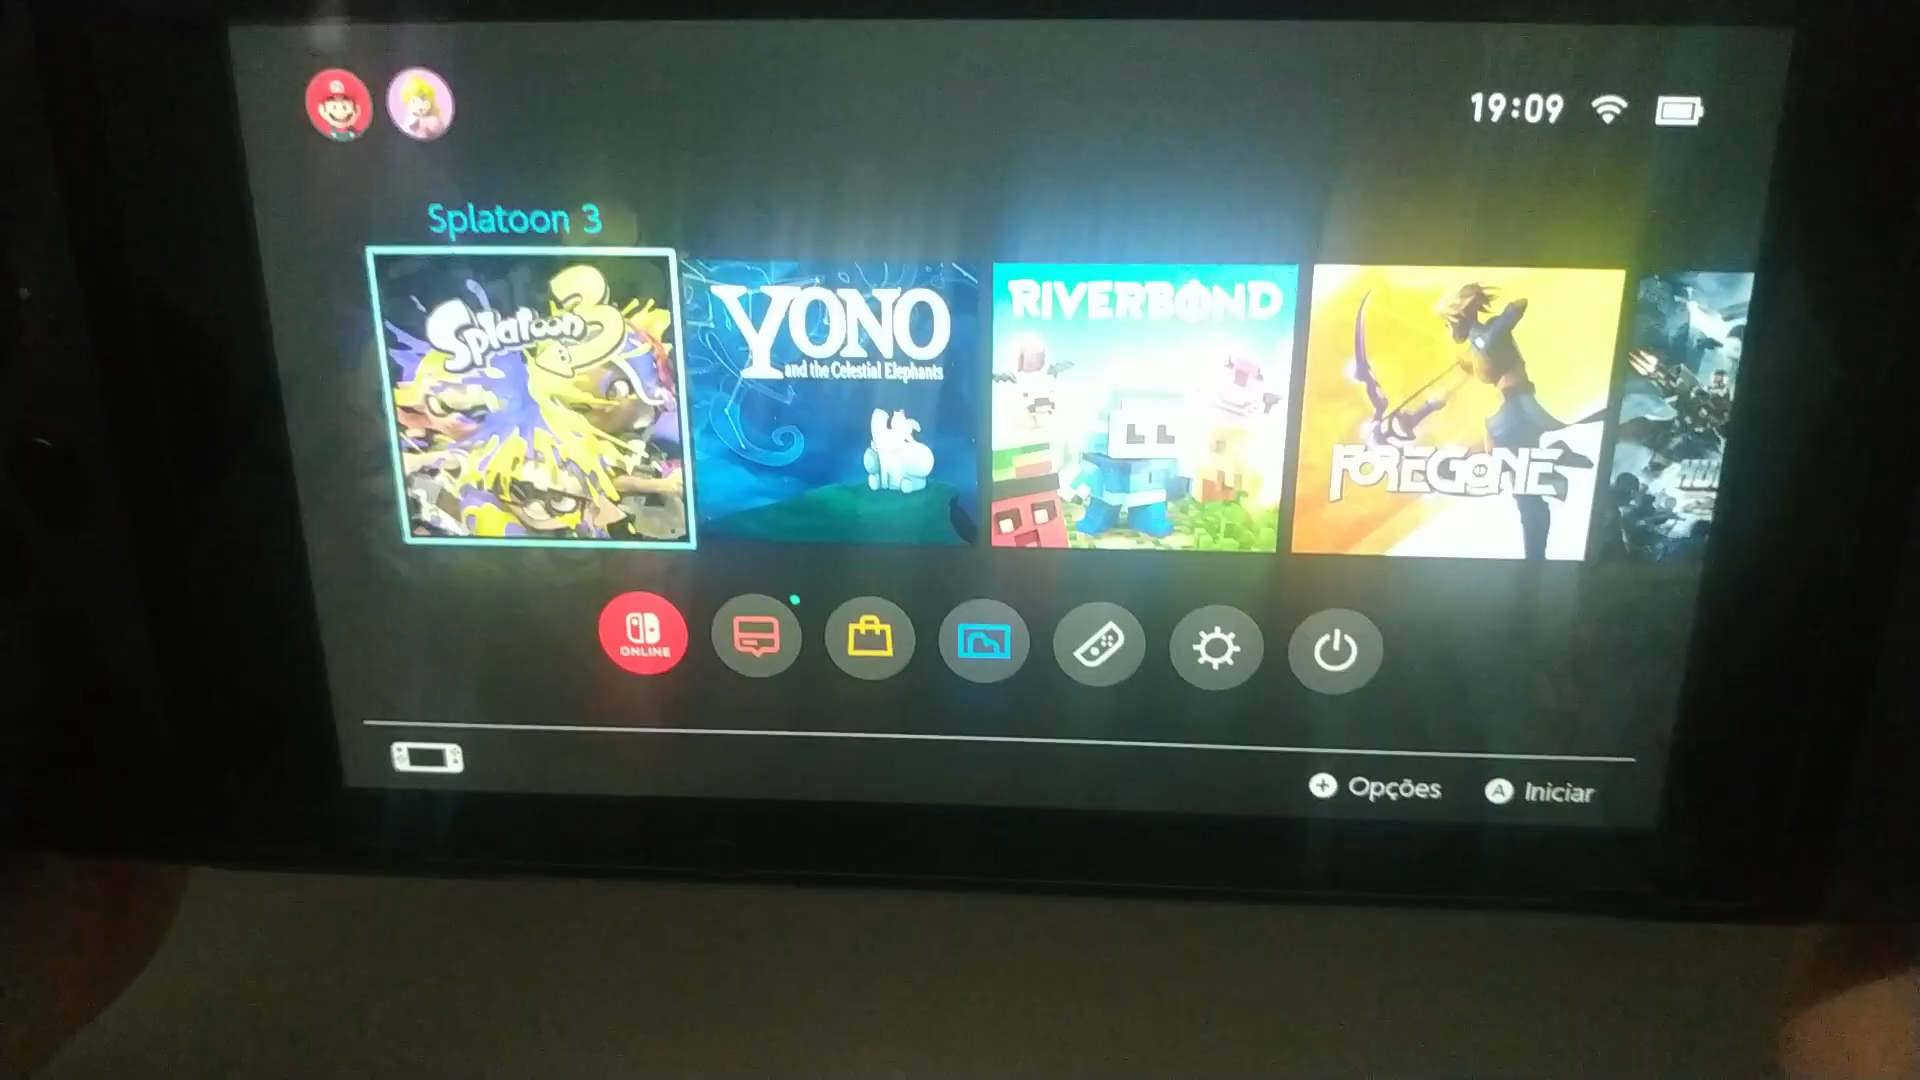 19:09
Splatoon 3
Splatoon 3
YONO
and the Celestial Elephants
RIVERBOND
FOREGONE
ONLINE
+ Opções
A Iniciar